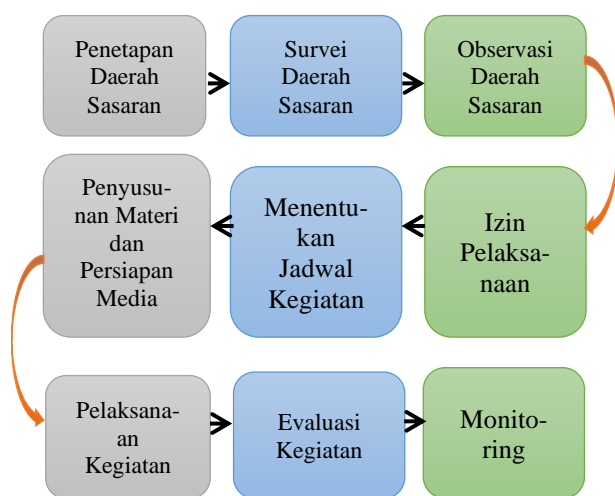 Penetapan
Daerah
Sasaran
Survei
Daerah
Sasaran
Observasi
Daerah
Sasaran
Izin
Pelaksa-
naan
Menentu-
kan
Jadwal
Kegiatan
Penyusu-
nan Materi
dan
Persiapan
Media
Pelaksana-
an
Kegiatan
Evaluasi
Kegiatan
Monito-
ring